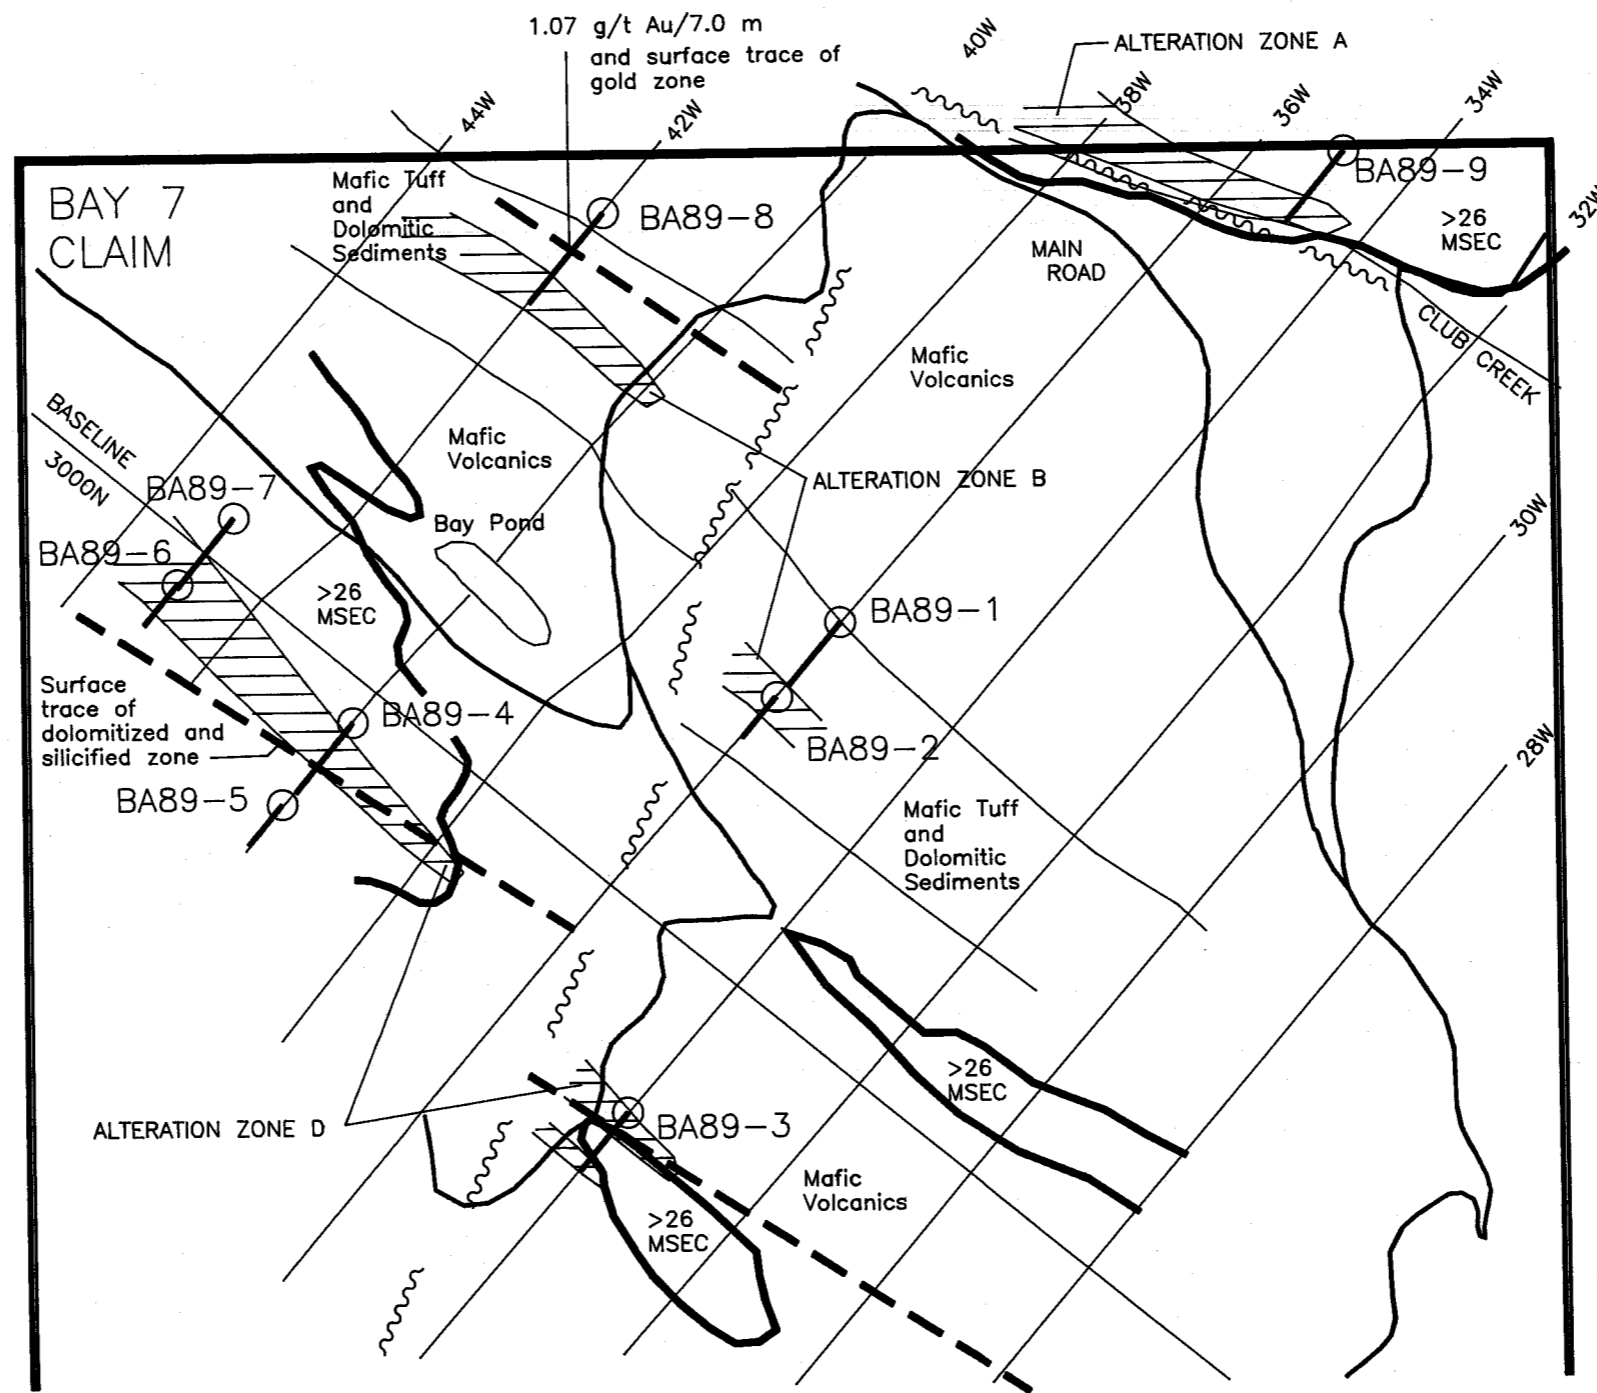 1.07 g/t Au/7.0 m
and surface trace of
gold zone
40W
ALTERATION ZONE A
44W
42W
38W
36W
34W
32W
BAY 7
CLAIM
Mafic Tuff
and
Dolomitic
Sediments
BA89-8
BA89-9
>26
MSEC
MAIN
ROAD
CLUB CREEK
Mafic
Volcanics
BASELINE
3000N
Mafic
Volcanics
ALTERATION ZONE B
BA89-7
BA89-6
Bay Pond
30W
>26
MSEC
BA89-1
Surface
trace of
dolomitized and
silicified zone
BA89-4
BA89-2
28W
BA89-5
Mafic Tuff
and
Dolomitic
Sediments
>26
MSEC
ALTERATION ZONE D
BA89-3
Mafic
Volcanics
>26
MSEC